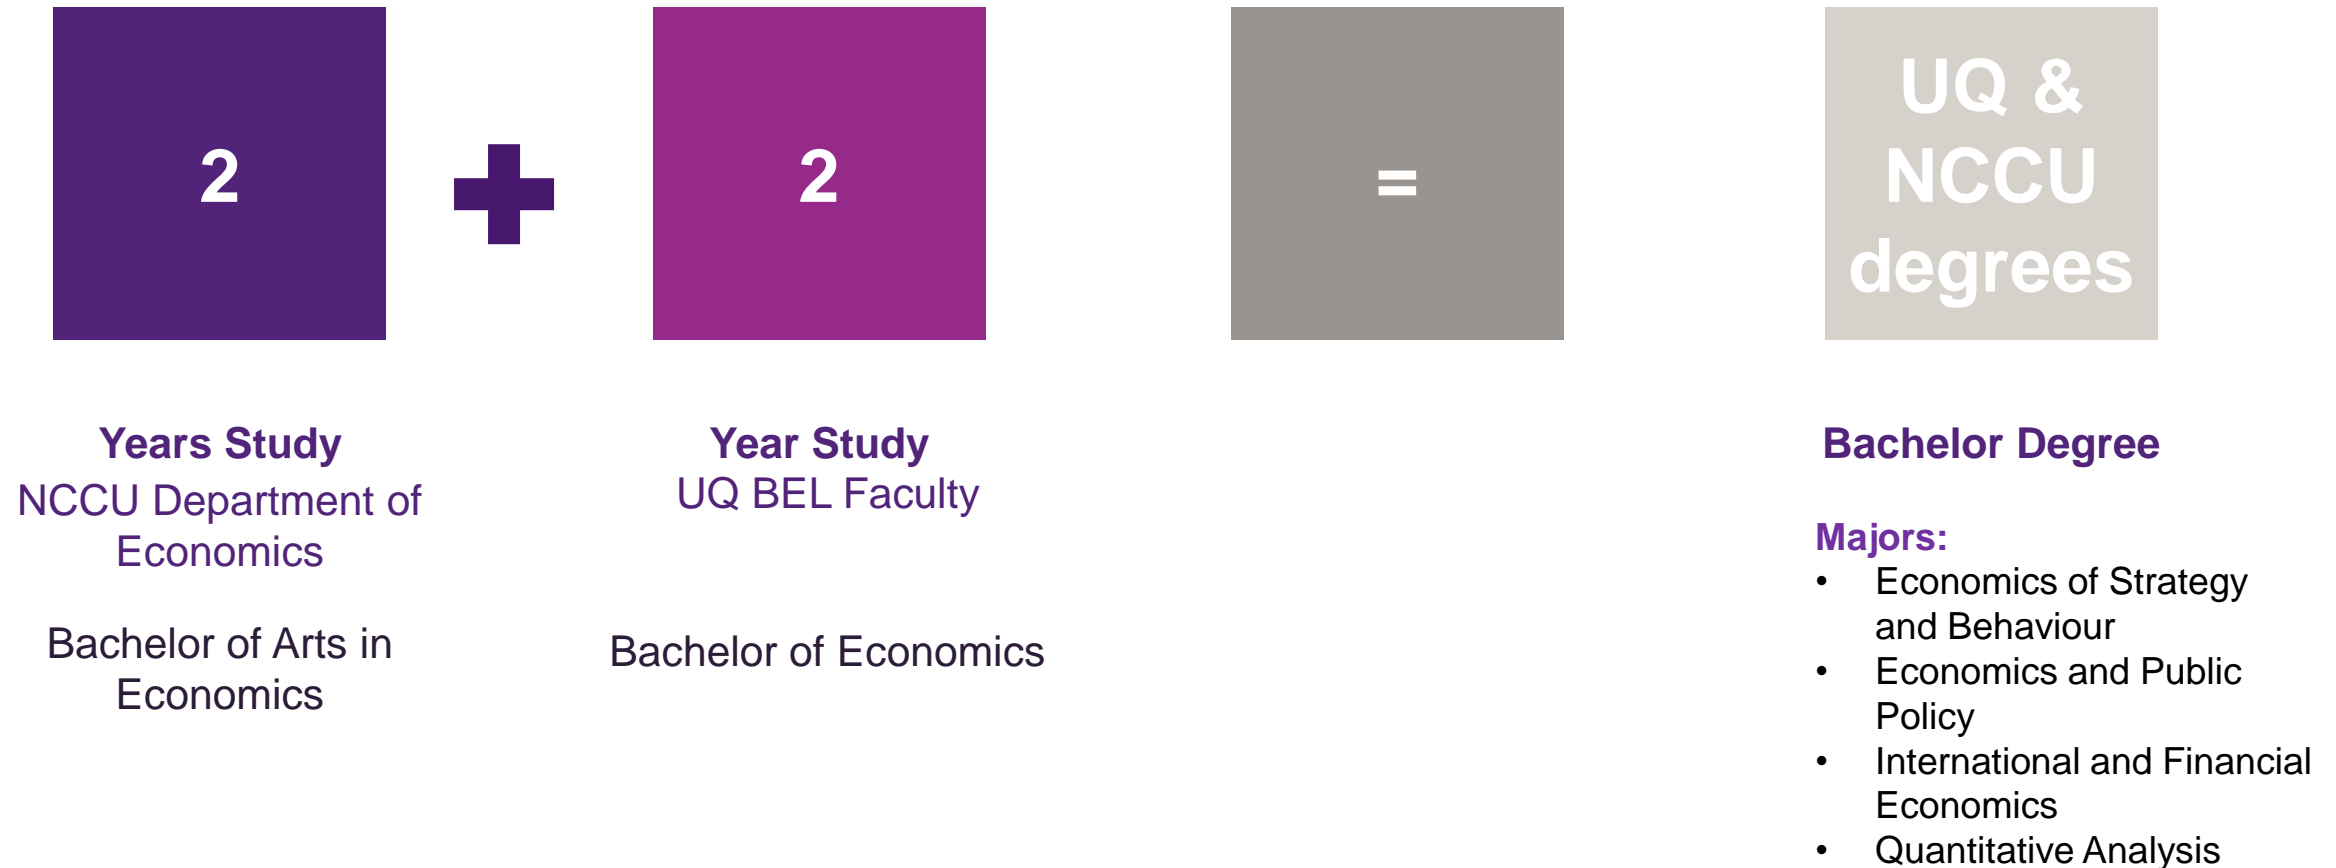 2
2
=
UQ &
NCCU
degrees
Years Study
NCCU Department of
Economics
Bachelor of Arts in
Economics
Year Study
UQ BEL Faculty
Bachelor of Economics
Bachelor Degree
Majors:
• Economics of Strategy
and Behaviour
• Economics and Public
Policy
• International and Financial
Economics
• Quantitative Analysis